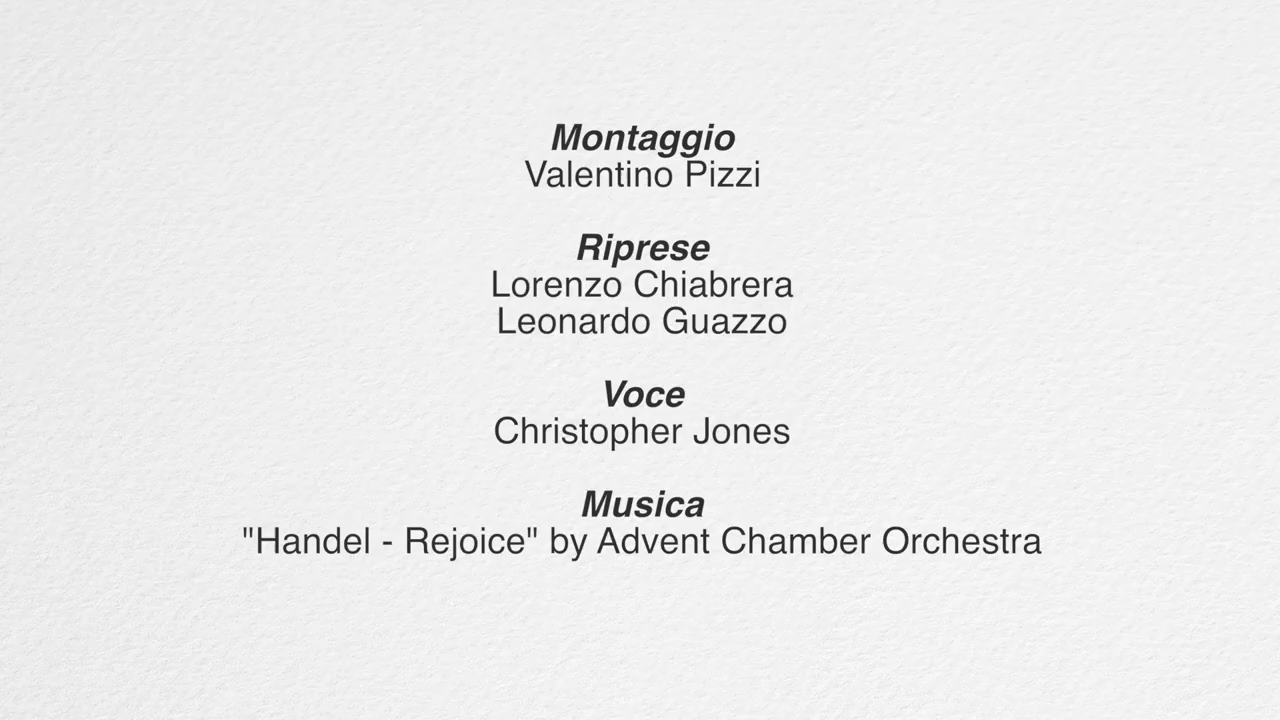 Montaggio
Valentino Pizzi
Riprese
Lorenzo Chiabrera
Leonardo Guazzo
Voce
Christopher Jones
Musica
"Handel - Rejoice" by Advent Chamber Orchestra